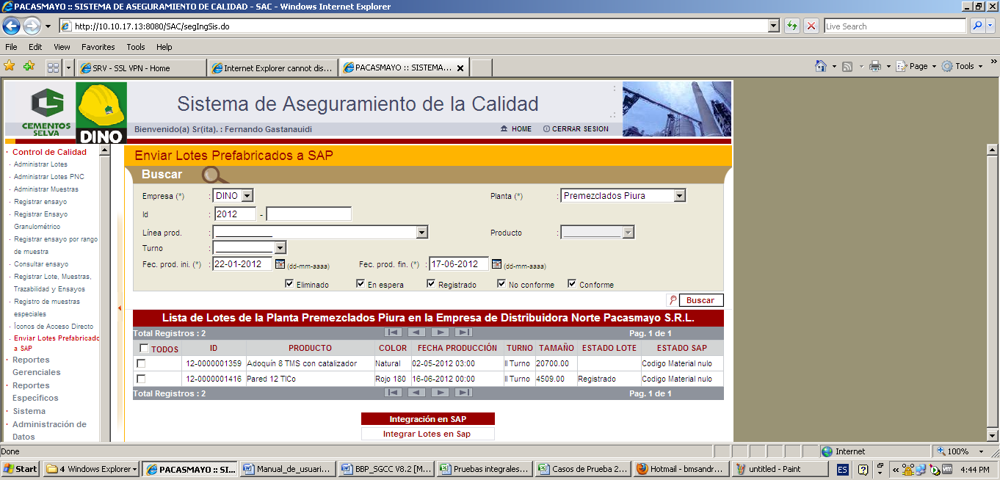 PACASMAYO :: SISTEMA DE ASEGURAMIENTO DE CALIDAD - SAC - Windows Internet Explorer
http://10.10.17.13:8080/SAC/segIngSis.do
Live Search
File Edit View Favorites Tools Help
SRV - SSL VPN - Home
Internet Explorer cannot dis...
PACASMAYO :: SISTEMA...
Page
Tools
CEMENTOS SELVA
DINO
Sistema de Aseguramiento de la Calidad
Bienvenido(a) Sr(ita). : Fernando Gastanauidi
HOME
CERRAR SESION
Control de Calidad
Administrar Lotes
Administrar Lotes PNC
Administrar Muestras
Registrar ensayo
Registrar Ensayo
Granulométrico
Registrar ensayo por rango
de muestra
Consultar ensayo
Registrar Lote, Muestras,
Trazabilidad y Ensayos
Registro de muestras
especiales
Íconos de Acceso Directo
Enviar Lotes Prefabricado
a SAP
Reportes
Gerenciales
Reportes
Específicos
Sistema
Administración de
Datos
Enviar Lotes Prefabricados a SAP
Buscar
Empresa (*) : DINO Planta (*) : Premezclados Piura
Id : 2012 -
Línea prod. : Producto :
Turno :
Fec. prod. ini. (*) : 22-01-2012 (dd-mm-aaaa) Fec. prod. fin. (*) : 17-06-2012 (dd-mm-aaaa)
Eliminado En espera Registrado No conforme Conforme
Buscar
Lista de Lotes de la Planta Premezclados Piura en la Empresa de Distribuidora Norte Pacasmayo S.R.L.
Total Registros : 2 Pag. 1 de 1
TODOS ID PRODUCTO COLOR FECHA PRODUCCIÓN TURNO TAMAÑO ESTADO LOTE ESTADO SAP
12-0000001359 Adoquín 8 TMS con catalizador Natural 02-05-2012 03:00 II Turno 20700.00 Codigo Material nulo
12-0000001416 Pared 12 TlCo Rojo 180 16-06-2012 00:00 II Turno 4509.00 Registrado Codigo Material nulo
Total Registros : 2 Pag. 1 de 1
Integración en SAP
Integrar Lotes en Sap
Done
Internet
100%
Start
4 Windows Explorer
PACASMAYO :: SI...
Manual_de_usuari...
BBP_SGCC V8.2 [M...
Pruebas integrales...
Casos de Prueba 2...
Hotmail - bmsandr...
untitled - Paint
ES
4:44 PM